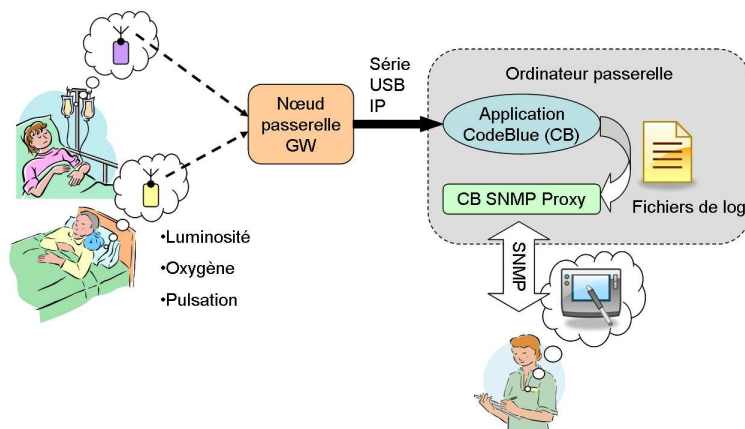 Série
USB
IP
Ordinateur passerelle
Nœud
passerelle
GW
Application
CodeBlue (CB)
CB SNMP Proxy
Fichiers de log
•Luminosité
•Oxygène
•Pulsation
SNMP